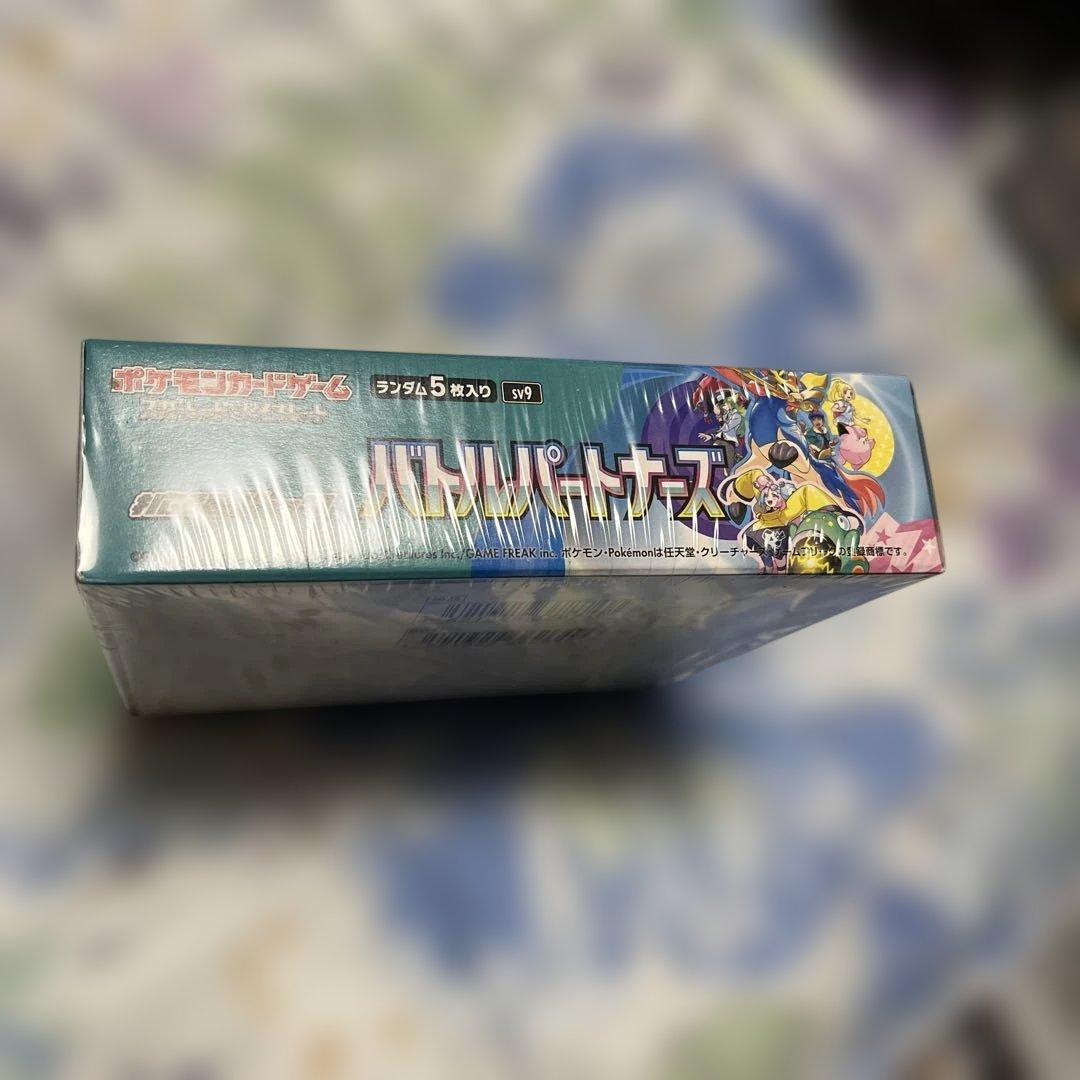 ポケモンカードゲーム
ランダム5枚入り
sv9
バトルパートナーズ
Inc./GAME FREAK inc. ポケモン・Pokémonは任天堂・クリーチャーズ・ゲームフリークの登録商標です。